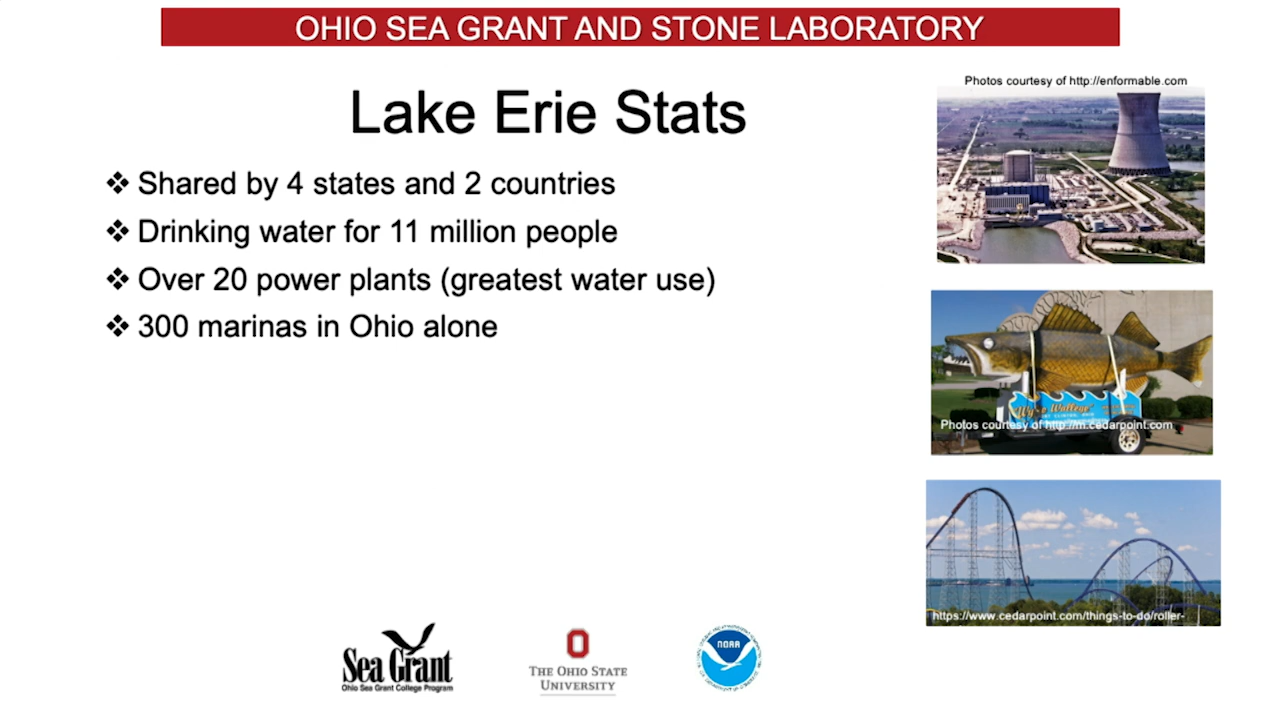 OHIO SEA GRANT AND STONE LABORATORY
Lake Erie Stats
❖ Shared by 4 states and 2 countries
❖ Drinking water for 11 million people
❖ Over 20 power plants (greatest water use)
❖ 300 marinas in Ohio alone
Photos courtesy of http://enformable.com
"Wylie Walleye"
Photos courtesy of http://m.cedarpoint.com
https://www.cedarpoint.com/things-to-do/roller-
Sea Grant
Ohio Sea Grant College Program
THE OHIO STATE
UNIVERSITY
NOAA